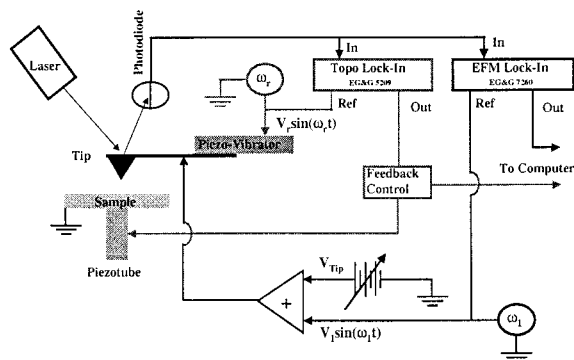 Laser
Photodiode
In
In
ωr
Topo Lock-In
EG&G 5209
EFM Lock-In
EG&G 7260
Ref
Out
Ref
Out
Vrsin(ωrt)
Tip
Piezo-Vibrator
To Computer
Feedback
Control
Sample
Piezotube
VTip
+
V1sin(ω1t)
ω1